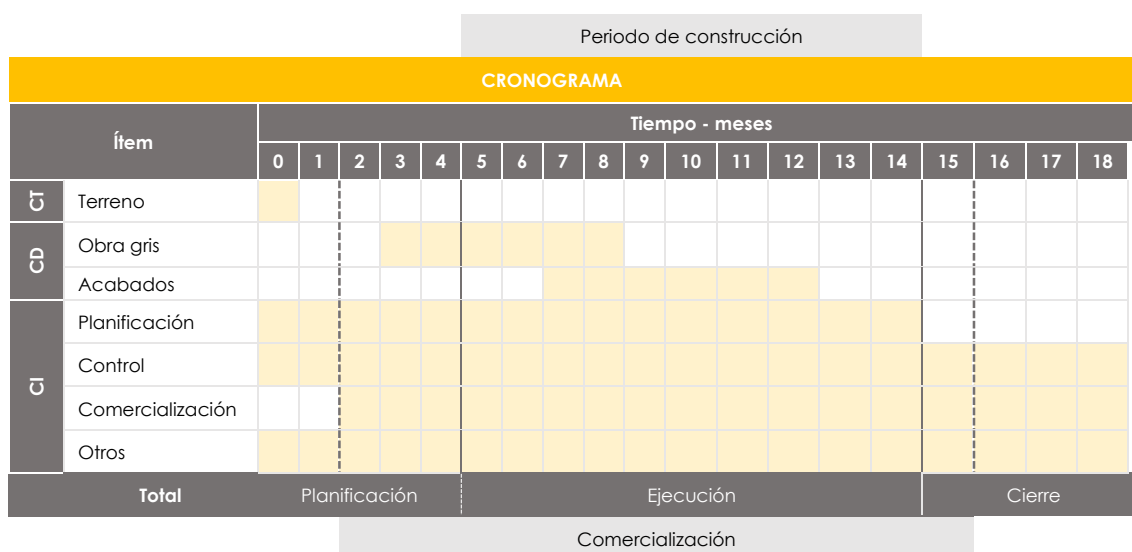 Periodo de construcción
CRONOGRAMA
Ítem
Tiempo - meses
0 1 2 3 4 5 6 7 8 9 10 11 12 13 14 15 16 17 18
CT
Terreno
CD
Obra gris
Acabados
CI
Planificación
Control
Comercialización
Otros
Total Planificación Ejecución Cierre
Comercialización